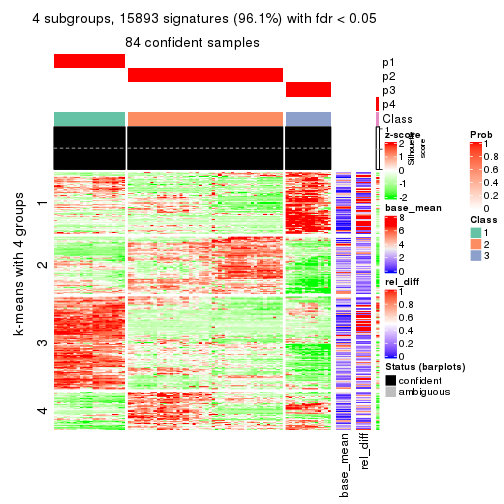 4 subgroups, 15893 signatures (96.1%) with fdr < 0.05
84 confident samples
p1
p2
p3
p4
Class
1
Silhouette
score
k-means with 4 groups
1
2
3
4
base_mean
rel_diff
z-score
2
1
0
-1
-2
base_mean
8
6
4
2
0
rel_diff
1
0.8
0.6
0.4
0.2
0
Status (barplots)
confident
ambiguous
Prob
1
0.8
0.6
0.4
0.2
0
Class
1
2
3